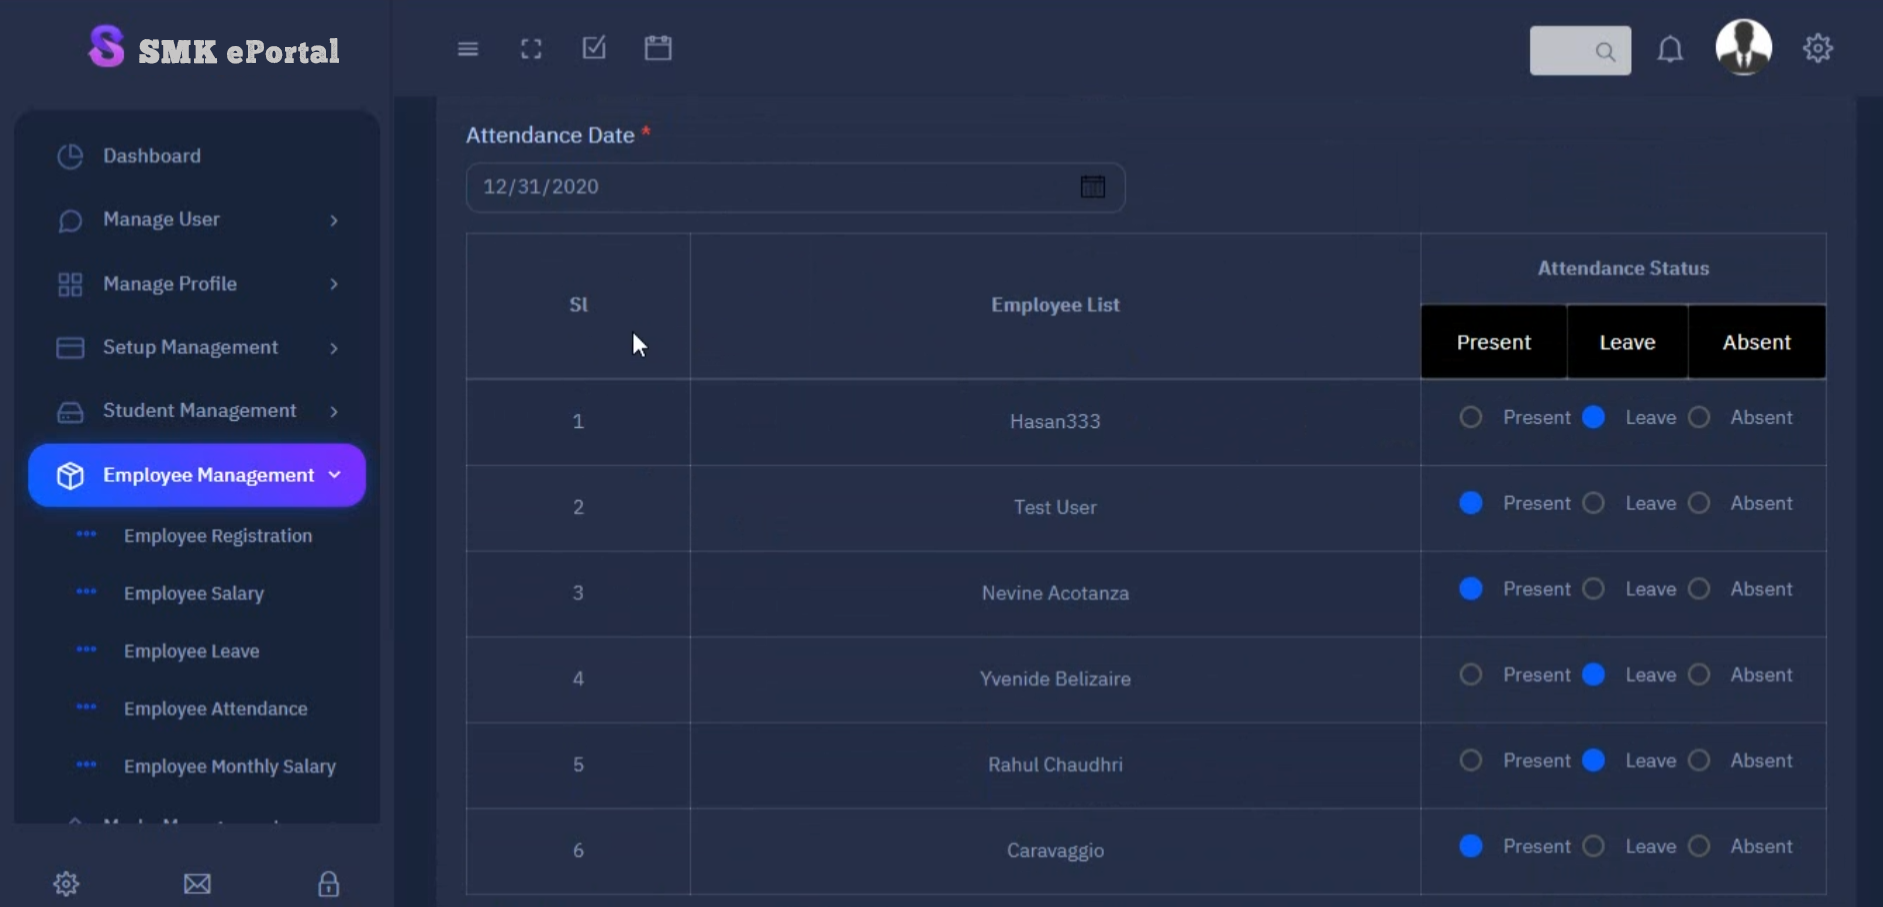 SMK ePortal
Dashboard
Manage User
Manage Profile
Setup Management
Student Management
Employee Management
Employee Registration
Employee Salary
Employee Leave
Employee Attendance
Employee Monthly Salary
Attendance Date *
12/31/2020
Sl Employee List Attendance Status
Present Leave Absent
1 Hasan333 Present Leave Absent
2 Test User Present Leave Absent
3 Nevine Acotanza Present Leave Absent
4 Yvenide Belizaire Present Leave Absent
5 Rahul Chaudhri Present Leave Absent
6 Caravaggio Present Leave Absent